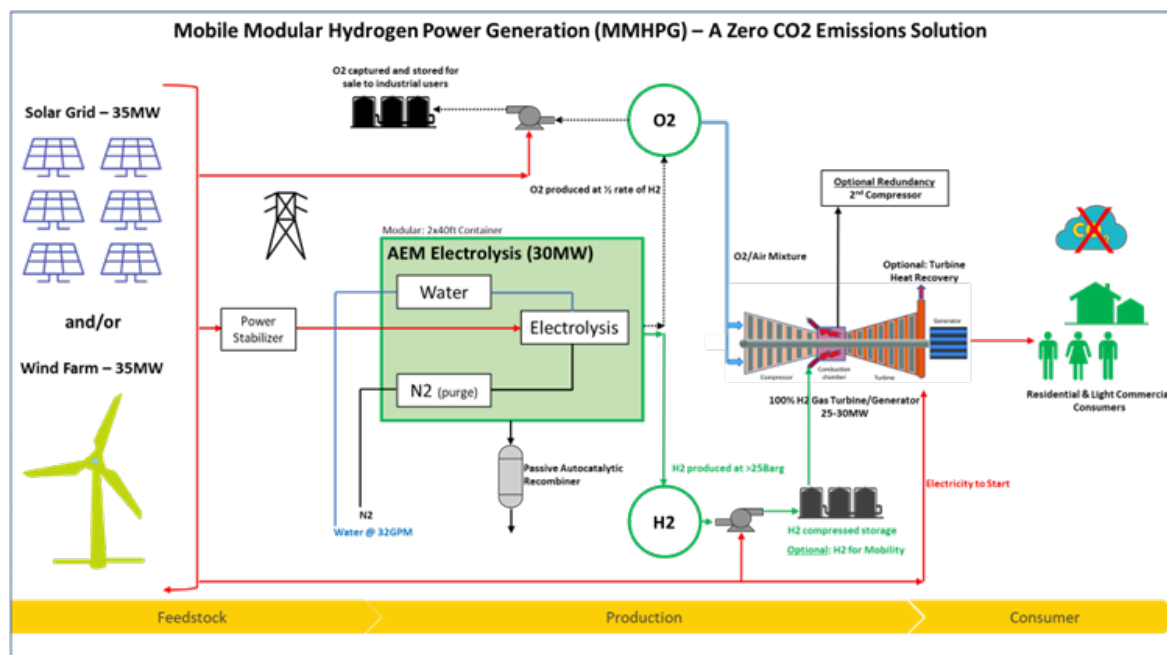 Mobile Modular Hydrogen Power Generation (MMHPG) – A Zero CO2 Emissions Solution
O2 captured and stored for
sale to industrial users
Solar Grid – 35MW
O2
O2 produced at ½ rate of H2
Optional Redundancy
2nd Compressor
CO2
Modular: 2x40ft Container
AEM Electrolysis (30MW)
O2/Air Mixture
Optional: Turbine
Heat Recovery
Water
and/or
Power
Stabilizer
Electrolysis
Generator
Wind Farm – 35MW
Compressor
Combustion
chamber
Turbine
N2 (purge)
100% H2 Gas Turbine/Generator
25-30MW
Residential & Light Commercia
Consumers
Passive Autocatalytic
Recombiner
H2 produced at >25Barg
Electricity to Start
N2
Water @ 32GPM
H2
H2 compressed storage
Optional: H2 for Mobility
Feedstock
Production
Consumer